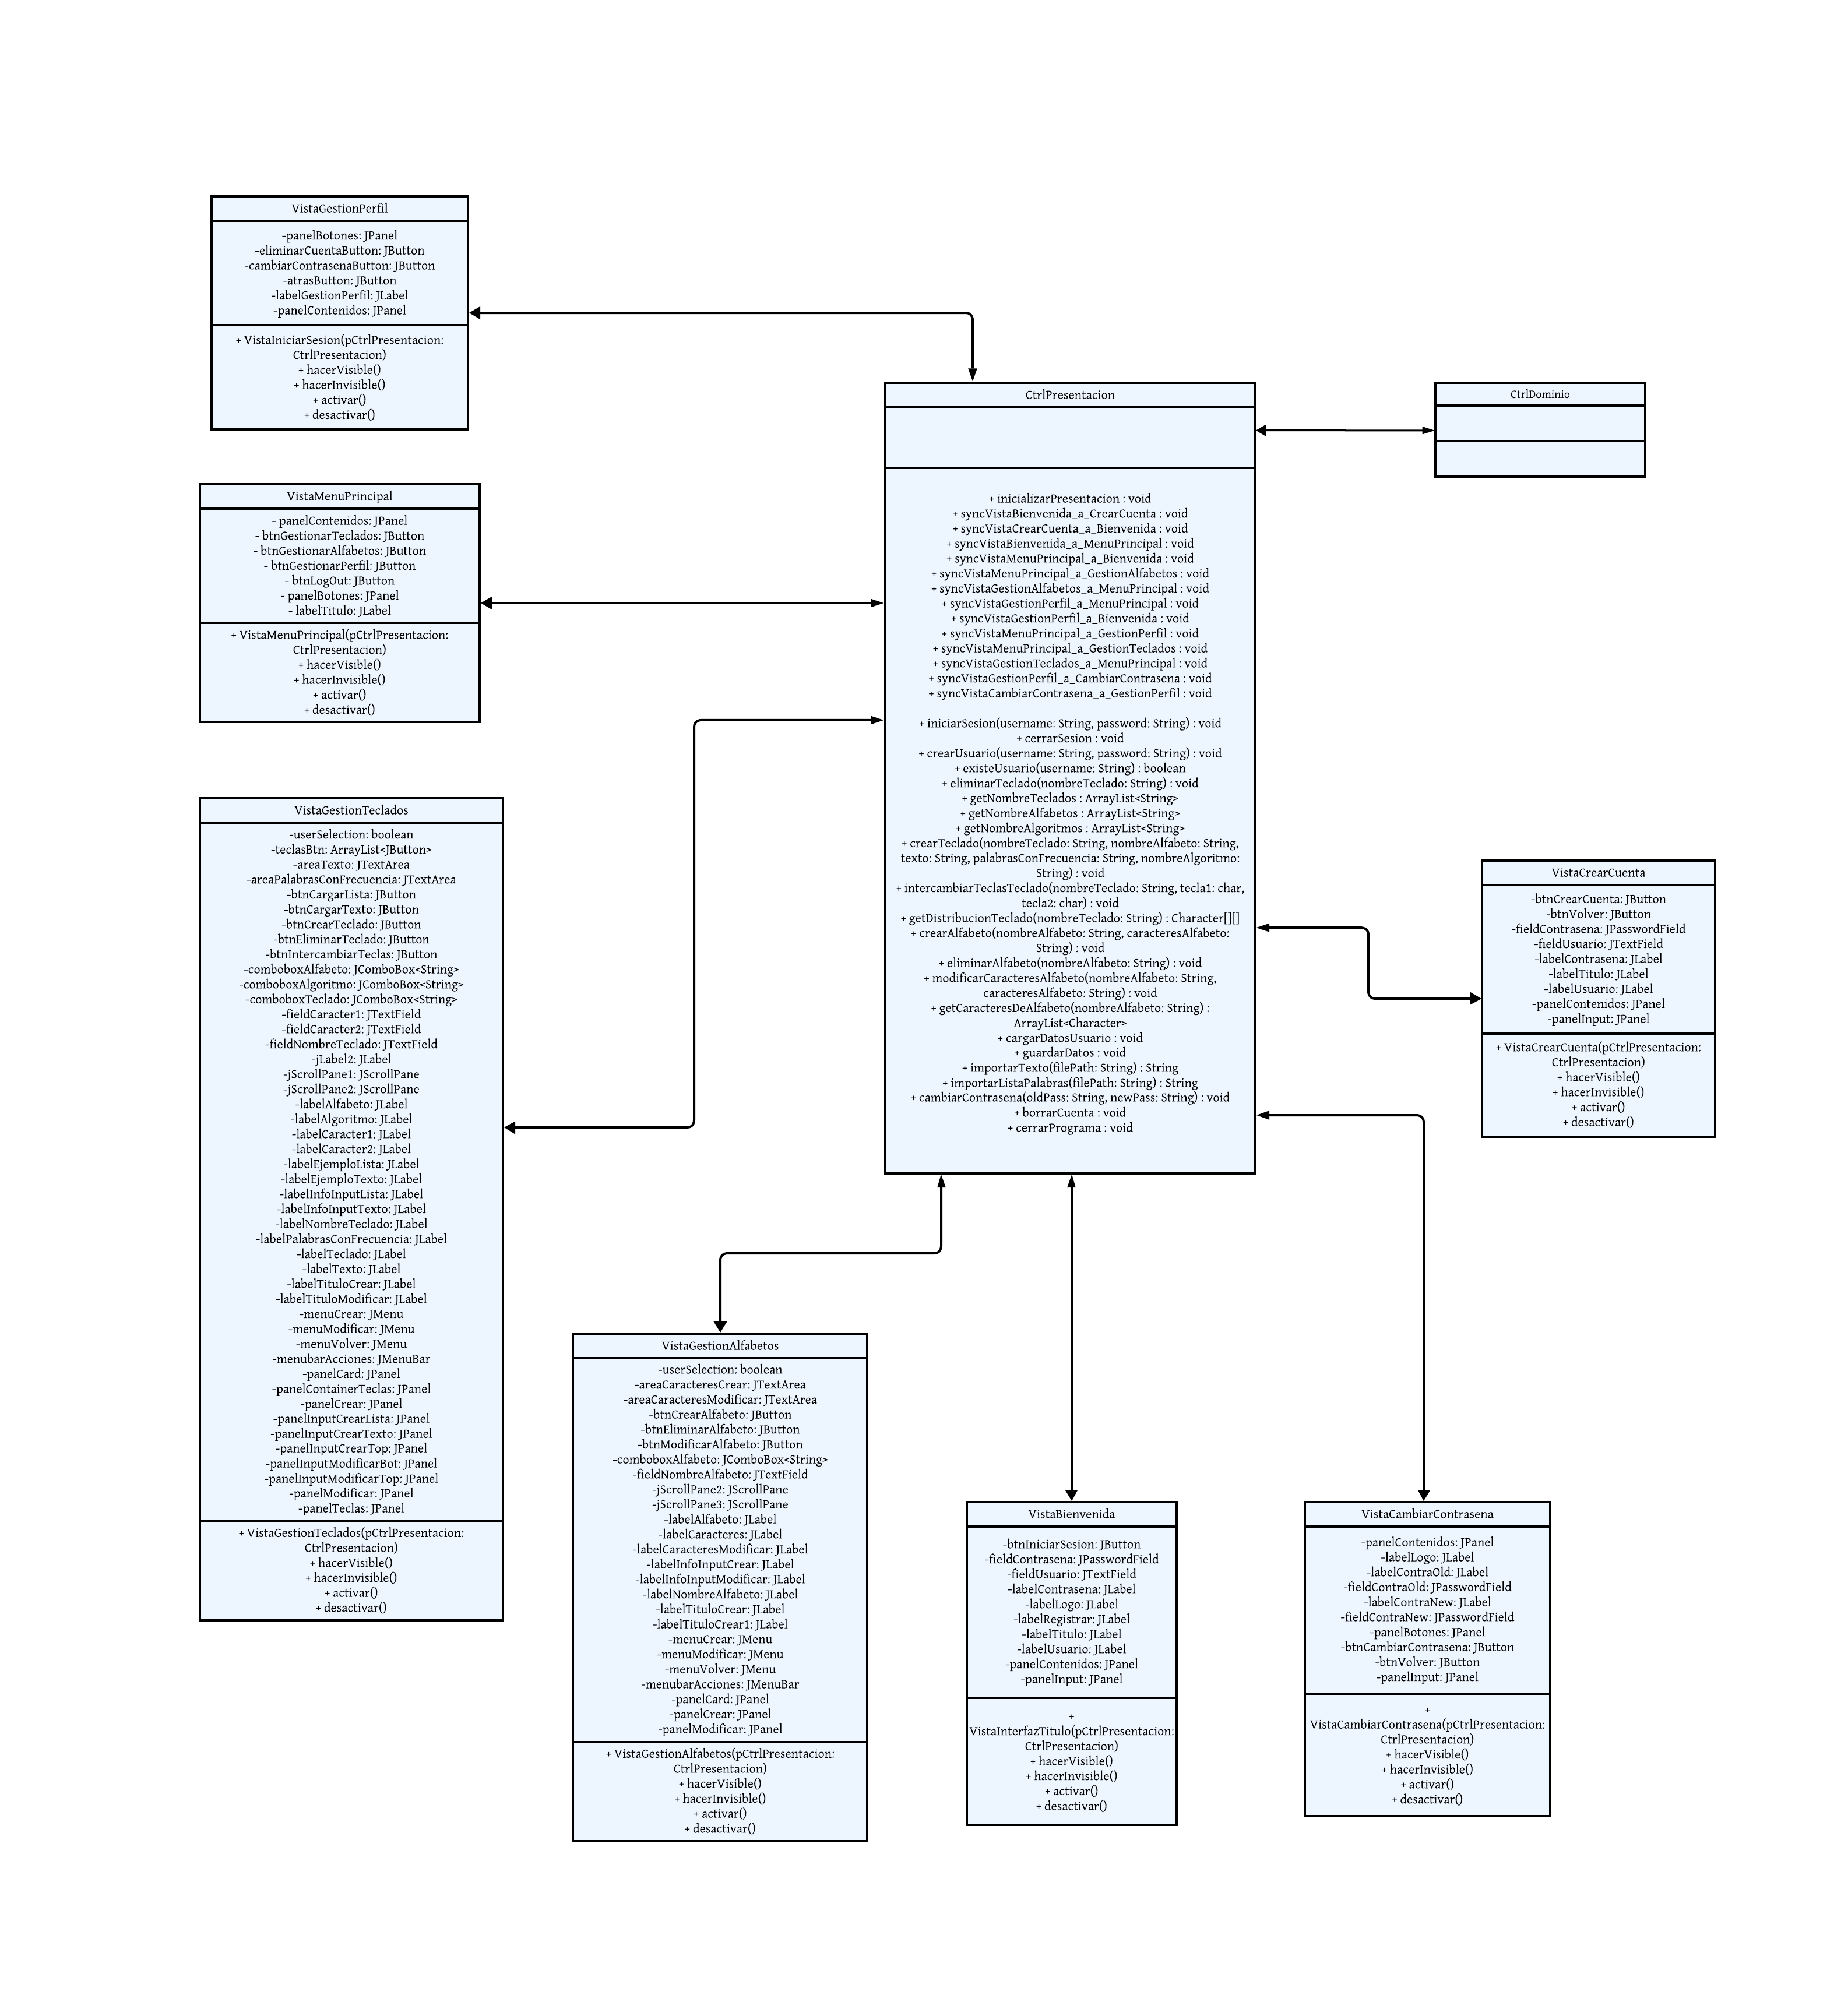 VistaGestionPerfil
-panelBotones: JPanel
-eliminarCuentaButton: JButton
-cambiarContrasenaButton: JButton
-atrasButton: JButton
-labelGestionPerfil: JLabel
-panelContenidos: JPanel
+ VistaIniciarSesion(pCtrlPresentacion:
CtrlPresentacion)
+ hacerVisible()
+ hacerInvisible()
+ activar()
+ desactivar()
VistaMenuPrincipal
- panelContenidos: JPanel
- btnGestionarTeclados: JButton
- btnGestionarAlfabetos: JButton
- btnGestionarPerfil: JButton
- btnLogOut: JButton
- panelBotones: JPanel
- labelTitulo: JLabel
+ VistaMenuPrincipal(pCtrlPresentacion:
CtrlPresentacion)
+ hacerVisible()
+ hacerInvisible()
+ activar()
+ desactivar()
CtrlPresentacion
+ inicializarPresentacion : void
+ syncVistaBienvenida_a_CrearCuenta : void
+ syncVistaCrearCuenta_a_Bienvenida : void
+ syncVistaBienvenida_a_MenuPrincipal : void
+ syncVistaMenuPrincipal_a_Bienvenida : void
+ syncVistaMenuPrincipal_a_GestionAlfabetos : void
+ syncVistaGestionAlfabetos_a_MenuPrincipal : void
+ syncVistaGestionPerfil_a_MenuPrincipal : void
+ syncVistaGestionPerfil_a_Bienvenida : void
+ syncVistaMenuPrincipal_a_GestionPerfil : void
+ syncVistaMenuPrincipal_a_GestionTeclados : void
+ syncVistaGestionTeclados_a_MenuPrincipal : void
+ syncVistaGestionPerfil_a_CambiarContrasena : void
+ syncVistaCambiarContrasena_a_GestionPerfil : void
+ iniciarSesion(username: String, password: String) : void
+ cerrarSesion : void
+ crearUsuario(username: String, password: String) : void
+ existeUsuario(username: String) : boolean
+ eliminarTeclado(nombreTeclado: String) : void
+ getNombreTeclados : ArrayList<String>
+ getNombreAlfabetos : ArrayList<String>
+ getNombreAlgoritmos : ArrayList<String>
+ crearTeclado(nombreTeclado: String, nombreAlfabeto: String,
texto: String, palabrasConFrecuencia: String, nombreAlgoritmo:
String) : void
+ intercambiarTeclasTeclado(nombreTeclado: String, tecla1: char,
tecla2: char) : void
+ getDistribucionTeclado(nombreTeclado: String) : Character[][]
+ crearAlfabeto(nombreAlfabeto: String, caracteresAlfabeto:
String) : void
+ eliminarAlfabeto(nombreAlfabeto: String) : void
+ modificarCaracteresAlfabeto(nombreAlfabeto: String,
caracteresAlfabeto: String) : void
+ getCaracteresDeAlfabeto(nombreAlfabeto: String) :
ArrayList<Character>
+ cargarDatosUsuario : void
+ guardarDatos : void
+ importarTexto(filePath: String) : String
+ importarListaPalabras(filePath: String) : String
+ cambiarContrasena(oldPass: String, newPass: String) : void
+ borrarCuenta : void
+ cerrarPrograma : void
CtrlDominio
VistaGestionTeclados
-userSelection: boolean
-teclasBtn: ArrayList<JButton>
-areaTexto: JTextArea
-areaPalabrasConFrecuencia: JTextArea
-btnCargarLista: JButton
-btnCargarTexto: JButton
-btnCrearTeclado: JButton
-btnEliminarTeclado: JButton
-btnIntercambiarTeclas: JButton
-comboboxAlfabeto: JComboBox<String>
-comboboxAlgoritmo: JComboBox<String>
-comboboxTeclado: JComboBox<String>
-fieldCaracter1: JTextField
-fieldCaracter2: JTextField
-fieldNombreTeclado: JTextField
-jLabel2: JLabel
-jScrollPane1: JScrollPane
-jScrollPane2: JScrollPane
-labelAlfabeto: JLabel
-labelAlgoritmo: JLabel
-labelCaracter1: JLabel
-labelCaracter2: JLabel
-labelEjemploLista: JLabel
-labelEjemploTexto: JLabel
-labelInfoInputLista: JLabel
-labelInfoInputTexto: JLabel
-labelNombreTeclado: JLabel
-labelPalabrasConFrecuencia: JLabel
-labelTeclado: JLabel
-labelTexto: JLabel
-labelTituloCrear: JLabel
-labelTituloModificar: JLabel
-menuCrear: JMenu
-menuModificar: JMenu
-menuVolver: JMenu
-menubarAcciones: JMenuBar
-panelCard: JPanel
-panelContainerTeclas: JPanel
-panelCrear: JPanel
-panelInputCrearLista: JPanel
-panelInputCrearTexto: JPanel
-panelInputCrearTop: JPanel
-panelInputModificarBot: JPanel
-panelInputModificarTop: JPanel
-panelModificar: JPanel
-panelTeclas: JPanel
+ VistaGestionTeclados(pCtrlPresentacion:
CtrlPresentacion)
+ hacerVisible()
+ hacerInvisible()
+ activar()
+ desactivar()
VistaCrearCuenta
-btnCrearCuenta: JButton
-btnVolver: JButton
-fieldContrasena: JPasswordField
-fieldUsuario: JTextField
-labelContrasena: JLabel
-labelTitulo: JLabel
-labelUsuario: JLabel
-panelContenidos: JPanel
-panelInput: JPanel
+ VistaCrearCuenta(pCtrlPresentacion:
CtrlPresentacion)
+ hacerVisible()
+ hacerInvisible()
+ activar()
+ desactivar()
VistaGestionAlfabetos
-userSelection: boolean
-areaCaracteresCrear: JTextArea
-areaCaracteresModificar: JTextArea
-btnCrearAlfabeto: JButton
-btnEliminarAlfabeto: JButton
-btnModificarAlfabeto: JButton
-comboboxAlfabeto: JComboBox<String>
-fieldNombreAlfabeto: JTextField
-jScrollPane2: JScrollPane
-jScrollPane3: JScrollPane
-labelAlfabeto: JLabel
-labelCaracteres: JLabel
-labelCaracteresModificar: JLabel
-labelInfoInputCrear: JLabel
-labelInfoInputModificar: JLabel
-labelNombreAlfabeto: JLabel
-labelTituloCrear: JLabel
-labelTituloCrear1: JLabel
-menuCrear: JMenu
-menuModificar: JMenu
-menuVolver: JMenu
-menubarAcciones: JMenuBar
-panelCard: JPanel
-panelCrear: JPanel
-panelModificar: JPanel
+ VistaGestionAlfabetos(pCtrlPresentacion:
CtrlPresentacion)
+ hacerVisible()
+ hacerInvisible()
+ activar()
+ desactivar()
VistaBienvenida
-btnIniciarSesion: JButton
-fieldContrasena: JPasswordField
-fieldUsuario: JTextField
-labelContrasena: JLabel
-labelLogo: JLabel
-labelRegistrar: JLabel
-labelTitulo: JLabel
-labelUsuario: JLabel
-panelContenidos: JPanel
-panelInput: JPanel
+
VistaInterfazTitulo(pCtrlPresentacion:
CtrlPresentacion)
+ hacerVisible()
+ hacerInvisible()
+ activar()
+ desactivar()
VistaCambiarContrasena
-panelContenidos: JPanel
-labelLogo: JLabel
-labelContraOld: JLabel
-fieldContraOld: JPasswordField
-labelContraNew: JLabel
-fieldContraNew: JPasswordField
-panelBotones: JPanel
-btnCambiarContrasena: JButton
-btnVolver: JButton
-panelInput: JPanel
+
VistaCambiarContrasena(pCtrlPresentacion:
CtrlPresentacion)
+ hacerVisible()
+ hacerInvisible()
+ activar()
+ desactivar()